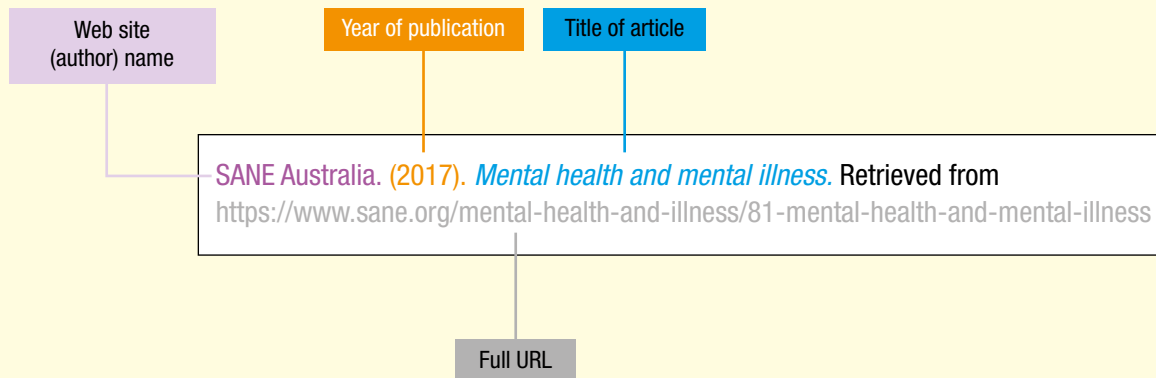 Web site
(author) name
Year of publication
Title of article
SANE Australia. (2017). Mental health and mental illness. Retrieved from
https://www.sane.org/mental-health-and-illness/81-mental-health-and-mental-illness
Full URL